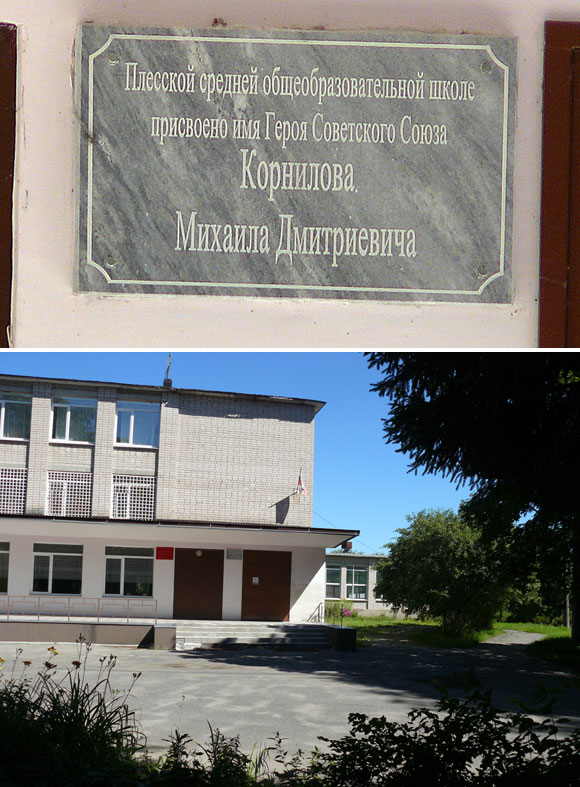 Плесской средней общеобразовательной школе
присвоено имя Героя Советского Союза
Корнилова,
Михаила Дмитриевича